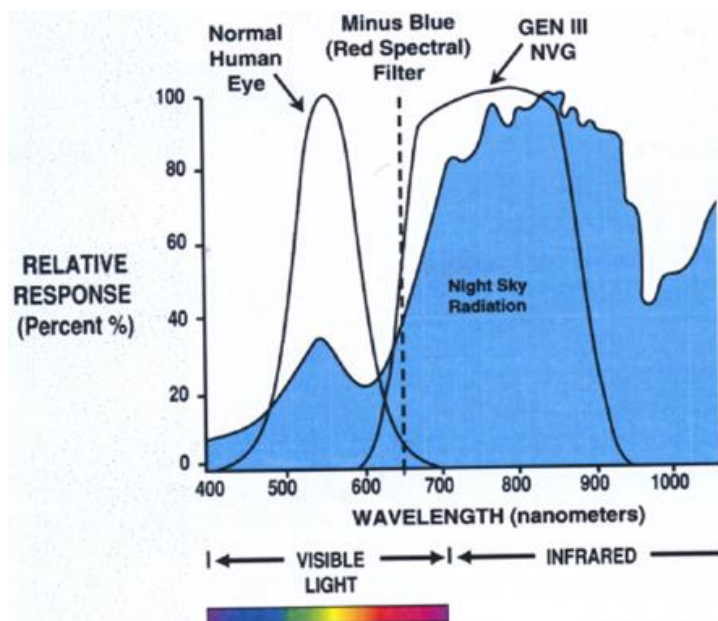 Normal
Human
Eye
Minus Blue
(Red Spectral)
Filter
GEN III
NVG
100
80
60
40
20
0
RELATIVE
RESPONSE
(Percent %)
Night Sky
Radiation
400 500 600 700 800 900 1000
WAVELENGTH (nanometers)
VISIBLE
LIGHT
INFRARED